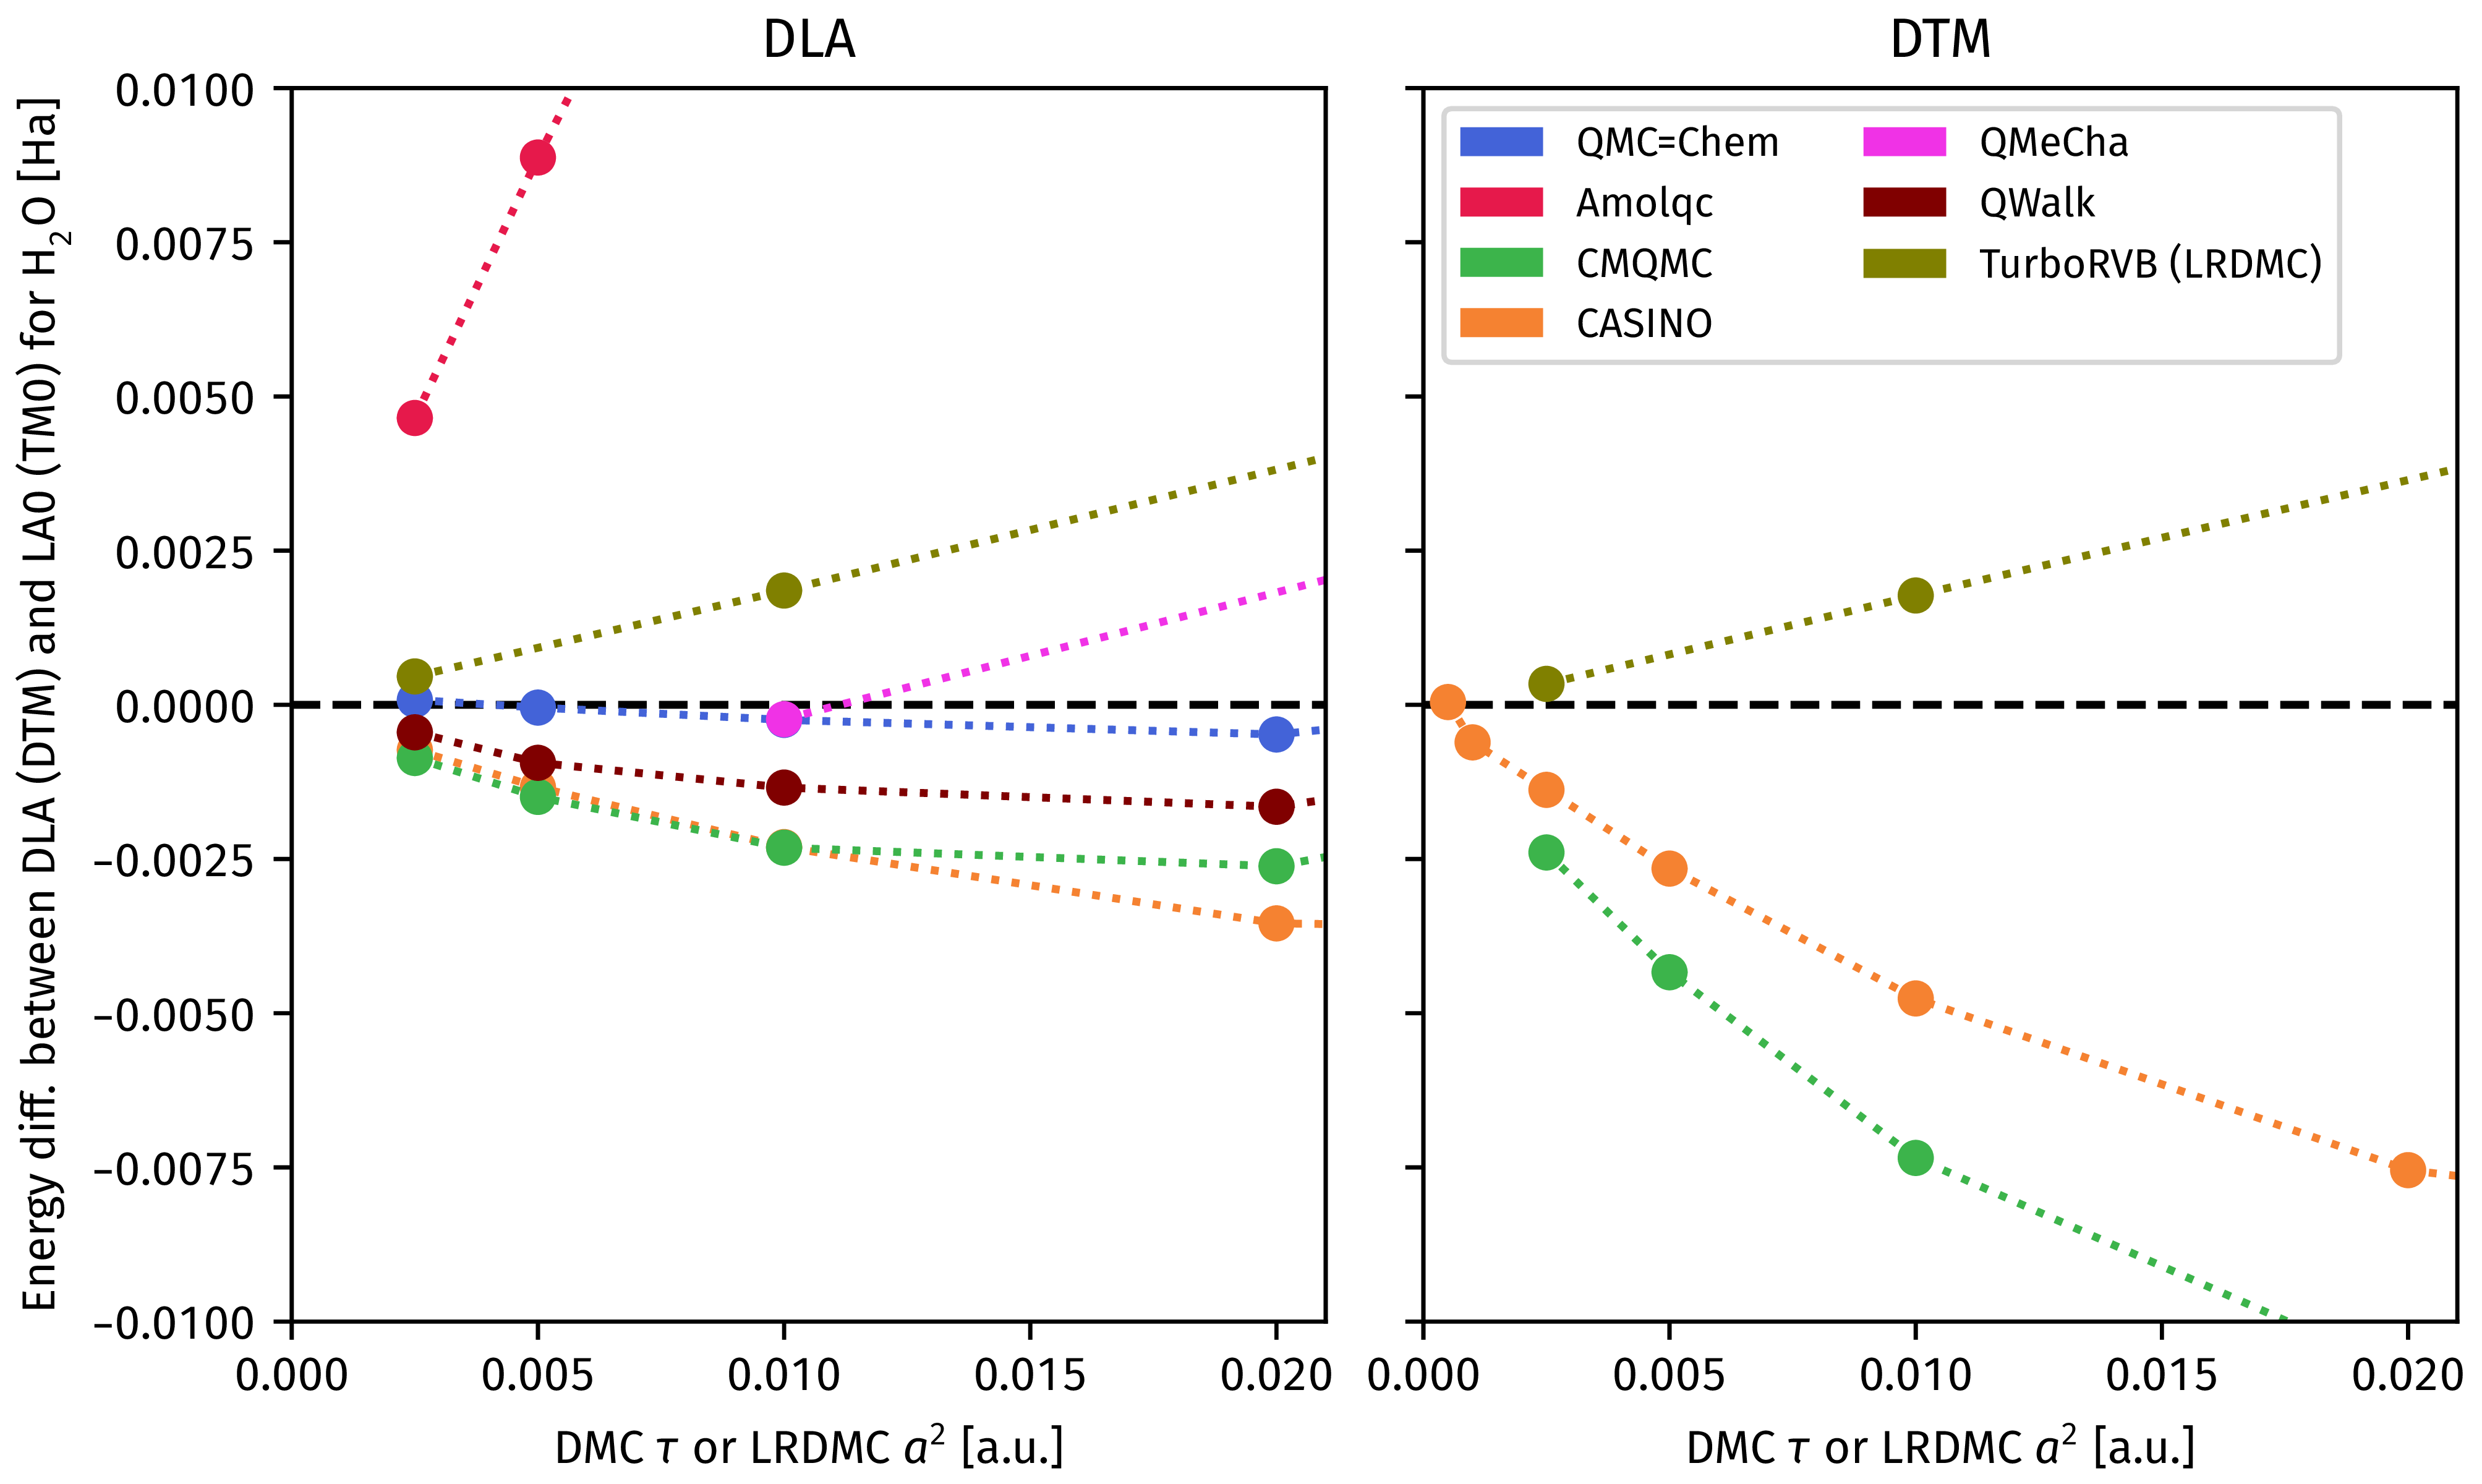 DLA
DTM
Energy diff. between DLA (DTM) and LA0 (TM0) for H₂O [Ha]
0.0100
0.0075
0.0050
0.0025
0.0000
−0.0025
−0.0050
−0.0075
−0.0100
QMC=Chem
Amolqc
CMQMC
CASINO
QMeCha
QWalk
TurboRVB (LRDMC)
0.000 0.005 0.010 0.015 0.020
0.000 0.005 0.010 0.015 0.020
DMC τ or LRDMC a² [a.u.]
DMC τ or LRDMC a² [a.u.]